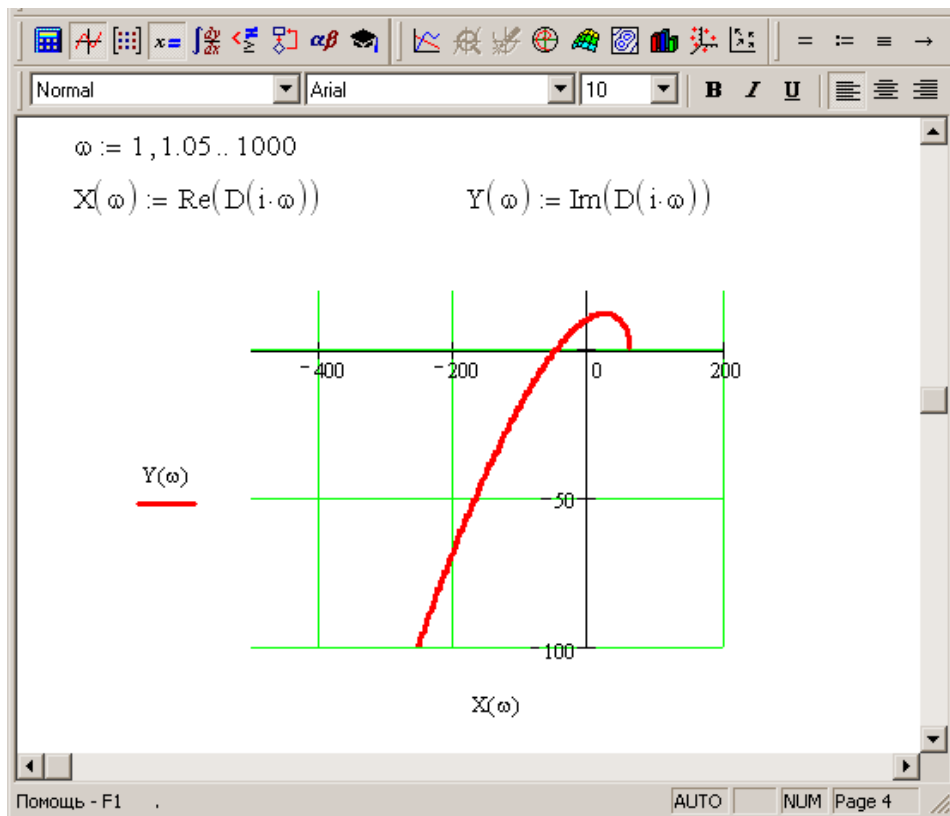 Normal Arial 10 B I U
ω := 1 , 1.05 .. 1000
X(ω) := Re(D(i·ω)) Y(ω) := Im(D(i·ω))
−400 −200 0 200
Y(ω)
−50
−100
X(ω)
Помощь - F1 . AUTO NUM Page 4